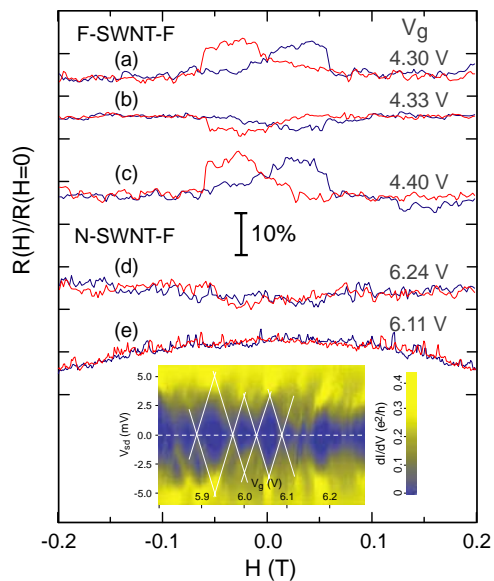 F-SWNT-F
V_g
(a)
4.30 V
(b)
4.33 V
(c)
4.40 V
10%
N-SWNT-F
(d)
6.24 V
(e)
6.11 V
R(H)/R(H=0)
5.0
2.5
0.0
-2.5
-5.0
V_sd (mV)
V_g (V)
5.9 6.0 6.1 6.2
0 0.1 0.2 0.3 0.4
dI/dV (e²/h)
-0.2 -0.1 0.0 0.1 0.2
H (T)